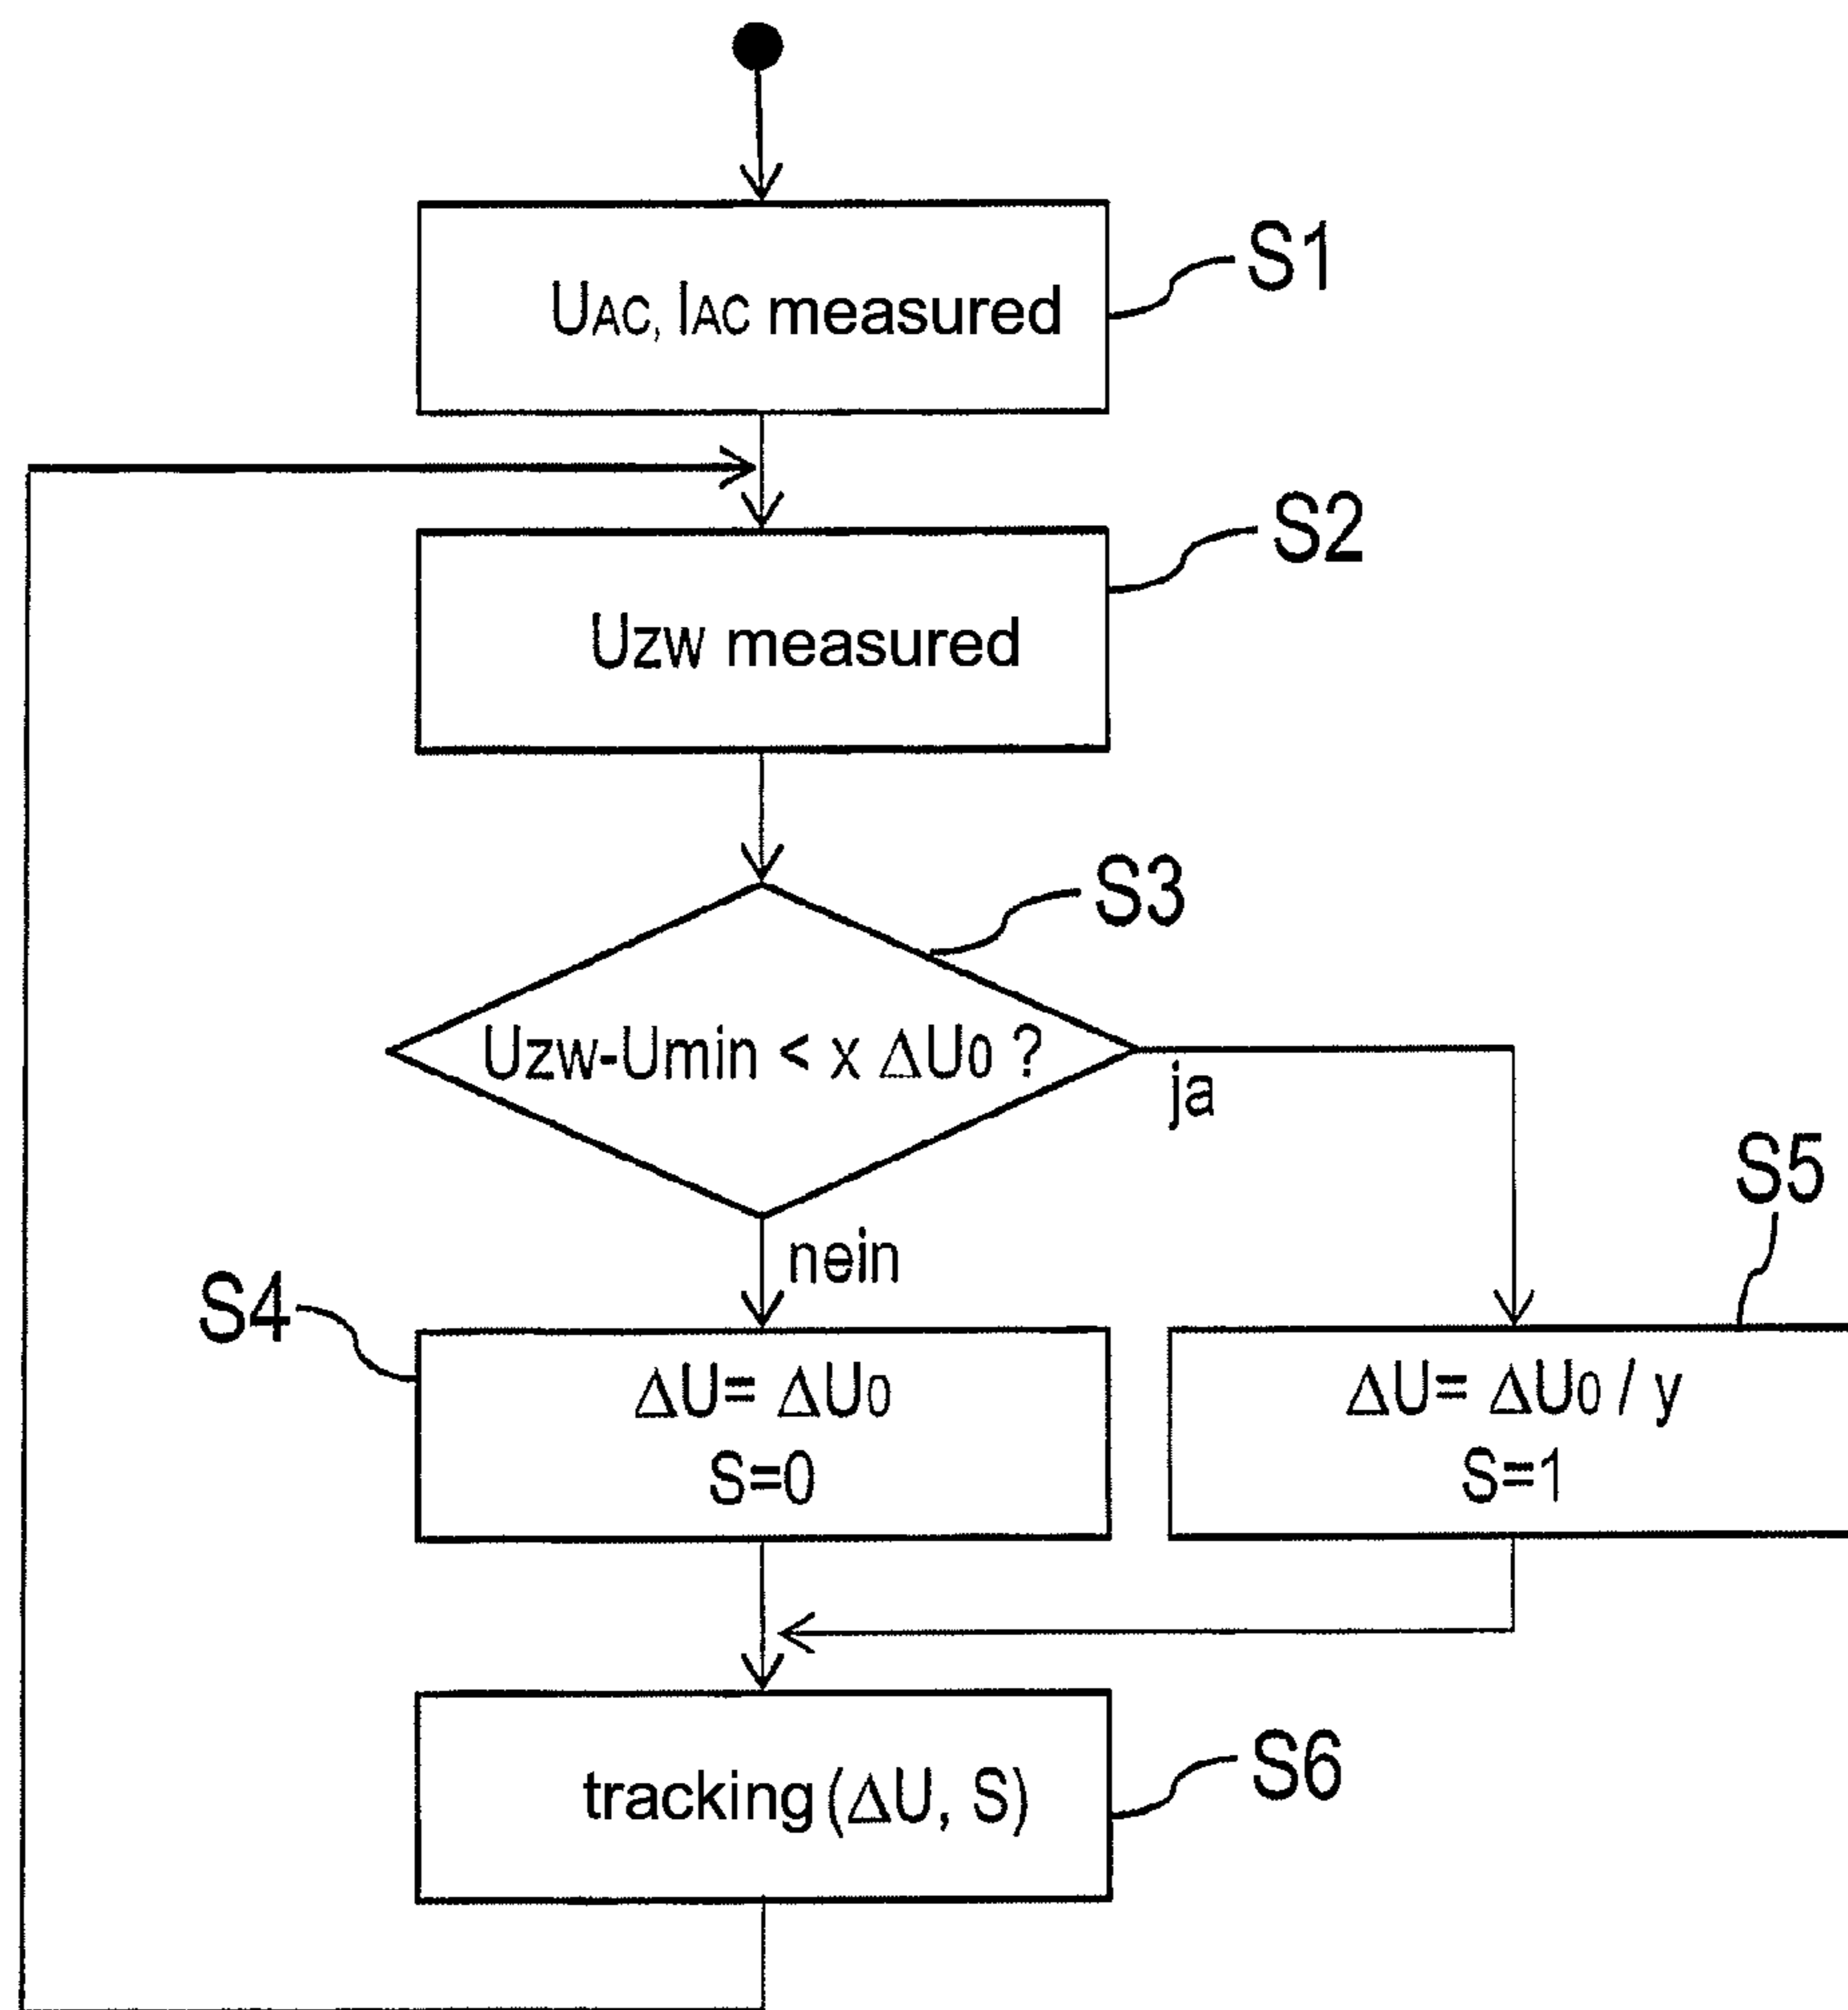 UAC, IAC measured
S1
S2
Uzw measured
S3
Uzw-Umin < x ΔU0 ?
ja
S5
nein
S4
ΔU= ΔU0
S=0
ΔU= ΔU0 / y
S=1
tracking (ΔU, S)
S6